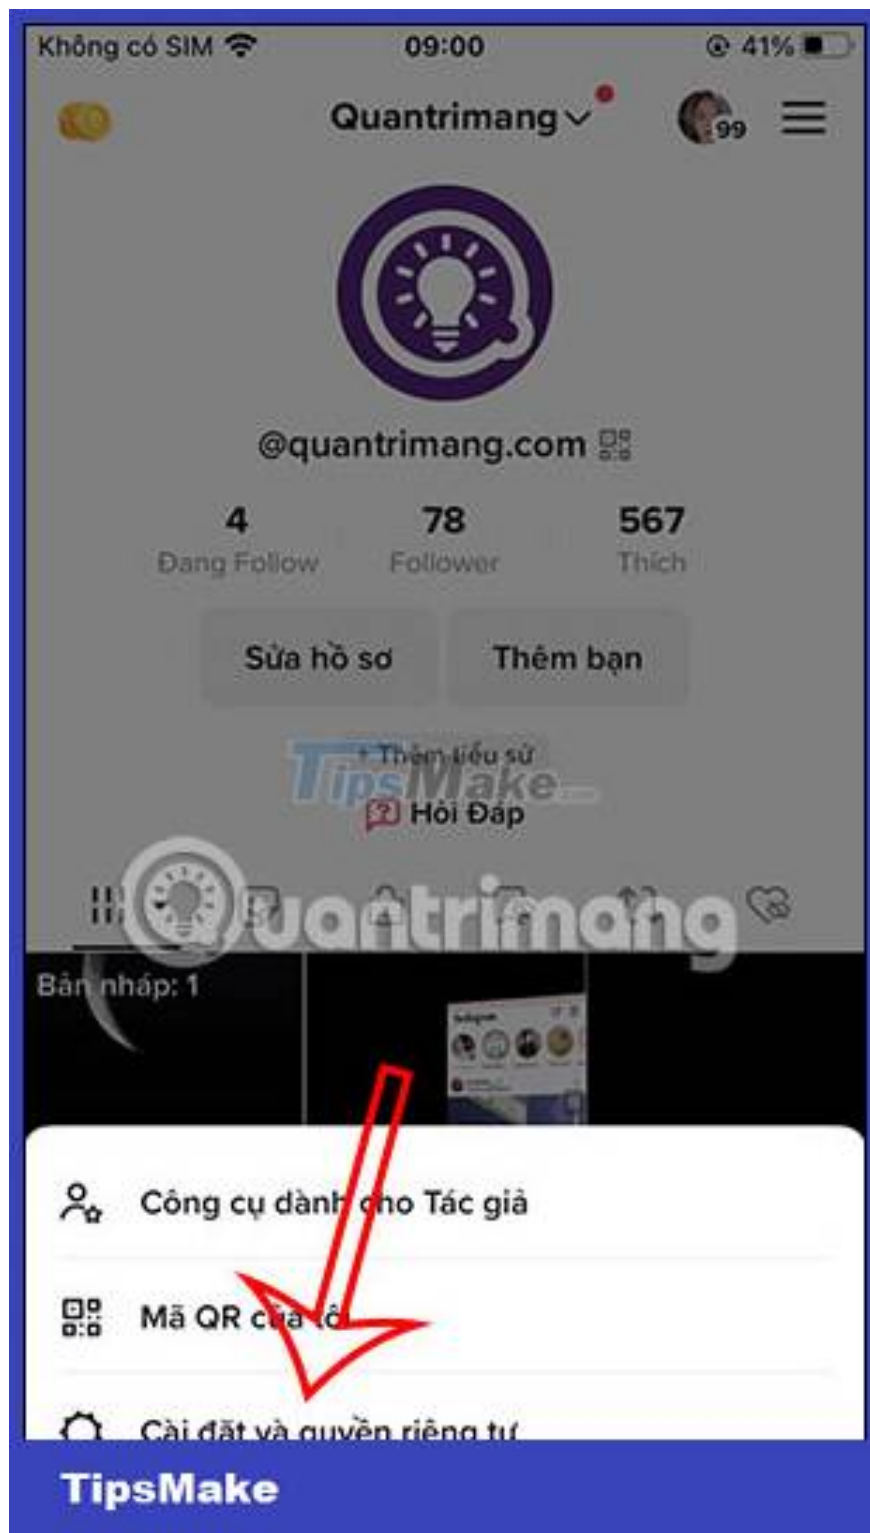 Không có SIM 09:00 41%
Quantrimang 99
@quantrimang.com
4 78 567
Đang Follow Follower Thích
Sửa hồ sơ Thêm bạn
+ Thêm tiểu sử
TipsMake
Hỏi Đáp
Quantrimang
Bản nháp: 1
Công cụ dành cho Tác giả
Mã QR của tôi
Cài đặt và quyền riêng tư
TipsMake